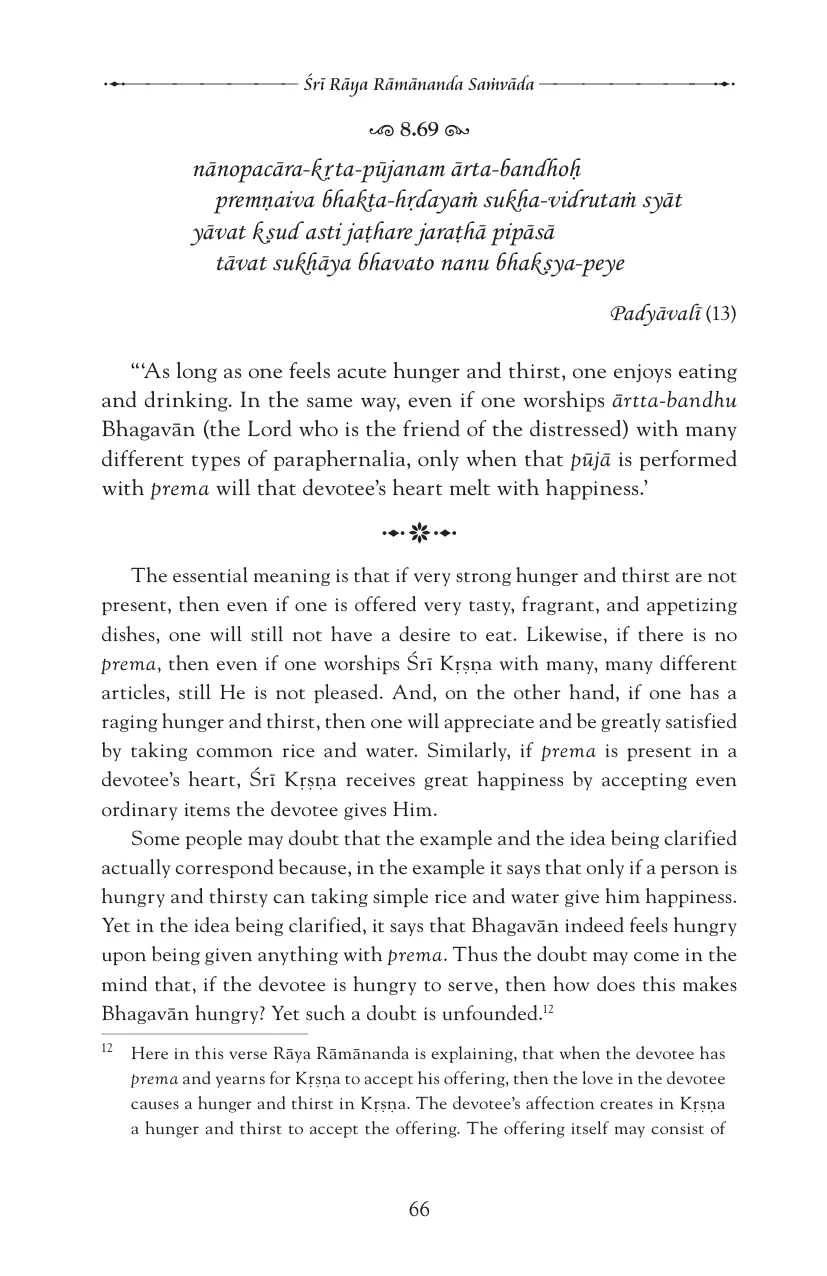 Śrī Rāya Rāmānanda Saṁvāda
8.69
nānopacāra-kṛta-pūjanam ārta-bandhoḥ
premṇaiva bhakta-hṛdayaṁ sukha-vidrutaṁ syāt
yāvat kṣud asti jaṭhare jaraṭhā pipāsā
tāvat sukhāya bhavato nanu bhakṣya-peye
Padyāvalī (13)
“‘As long as one feels acute hunger and thirst, one enjoys eating
and drinking. In the same way, even if one worships ārtta-bandhu
Bhagavān (the Lord who is the friend of the distressed) with many
different types of paraphernalia, only when that pūjā is performed
with prema will that devotee’s heart melt with happiness.’
The essential meaning is that if very strong hunger and thirst are not
present, then even if one is offered very tasty, fragrant, and appetizing
dishes, one will still not have a desire to eat. Likewise, if there is no
prema, then even if one worships Śrī Kṛṣṇa with many, many different
articles, still He is not pleased. And, on the other hand, if one has a
raging hunger and thirst, then one will appreciate and be greatly satisfied
by taking common rice and water. Similarly, if prema is present in a
devotee’s heart, Śrī Kṛṣṇa receives great happiness by accepting even
ordinary items the devotee gives Him.
Some people may doubt that the example and the idea being clarified
actually correspond because, in the example it says that only if a person is
hungry and thirsty can taking simple rice and water give him happiness.
Yet in the idea being clarified, it says that Bhagavān indeed feels hungry
upon being given anything with prema. Thus the doubt may come in the
mind that, if the devotee is hungry to serve, then how does this makes
Bhagavān hungry? Yet such a doubt is unfounded.12
12 Here in this verse Rāya Rāmānanda is explaining, that when the devotee has
prema and yearns for Kṛṣṇa to accept his offering, then the love in the devotee
causes a hunger and thirst in Kṛṣṇa. The devotee’s affection creates in Kṛṣṇa
a hunger and thirst to accept the offering. The offering itself may consist of
66